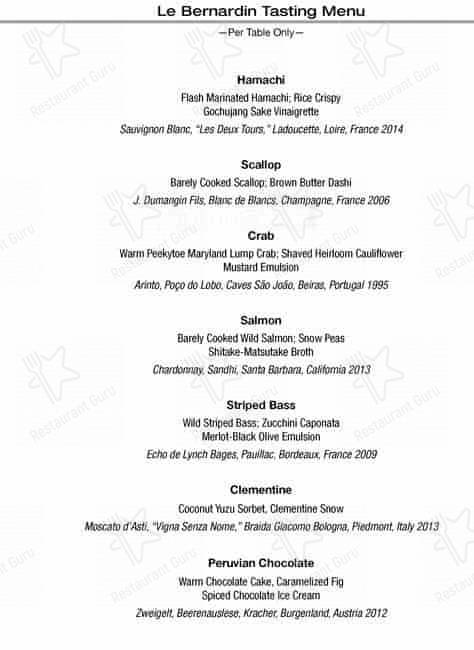 Le Bernardin Tasting Menu
—Per Table Only—
Hamachi
Flash Marinated Hamachi; Rice Crispy
Gochujang Sake Vinaigrette
Sauvignon Blanc, “Les Deux Tours,” Ladoucette, Loire, France 2014
Scallop
Barely Cooked Scallop; Brown Butter Dashi
J. Dumangin Fils, Blanc de Blancs, Champagne, France 2006
Crab
Warm Peekytoe Maryland Lump Crab; Shaved Heirloom Cauliflower
Mustard Emulsion
Arinto, Poço do Lobo, Caves São João, Beiras, Portugal 1995
Salmon
Barely Cooked Wild Salmon; Snow Peas
Shitake-Matsutake Broth
Chardonnay, Sandhi, Santa Barbara, California 2013
Striped Bass
Wild Striped Bass; Zucchini Caponata
Merlot-Black Olive Emulsion
Echo de Lynch Bages, Pauillac, Bordeaux, France 2009
Clementine
Coconut Yuzu Sorbet, Clementine Snow
Moscato d'Asti, “Vigna Senza Nome,” Braida Giacomo Bologna, Piedmont, Italy 2013
Peruvian Chocolate
Warm Chocolate Cake, Caramelized Fig
Spiced Chocolate Ice Cream
Zweigelt, Beerenauslese, Kracher, Burgenland, Austria 2012
Restaurant Guru